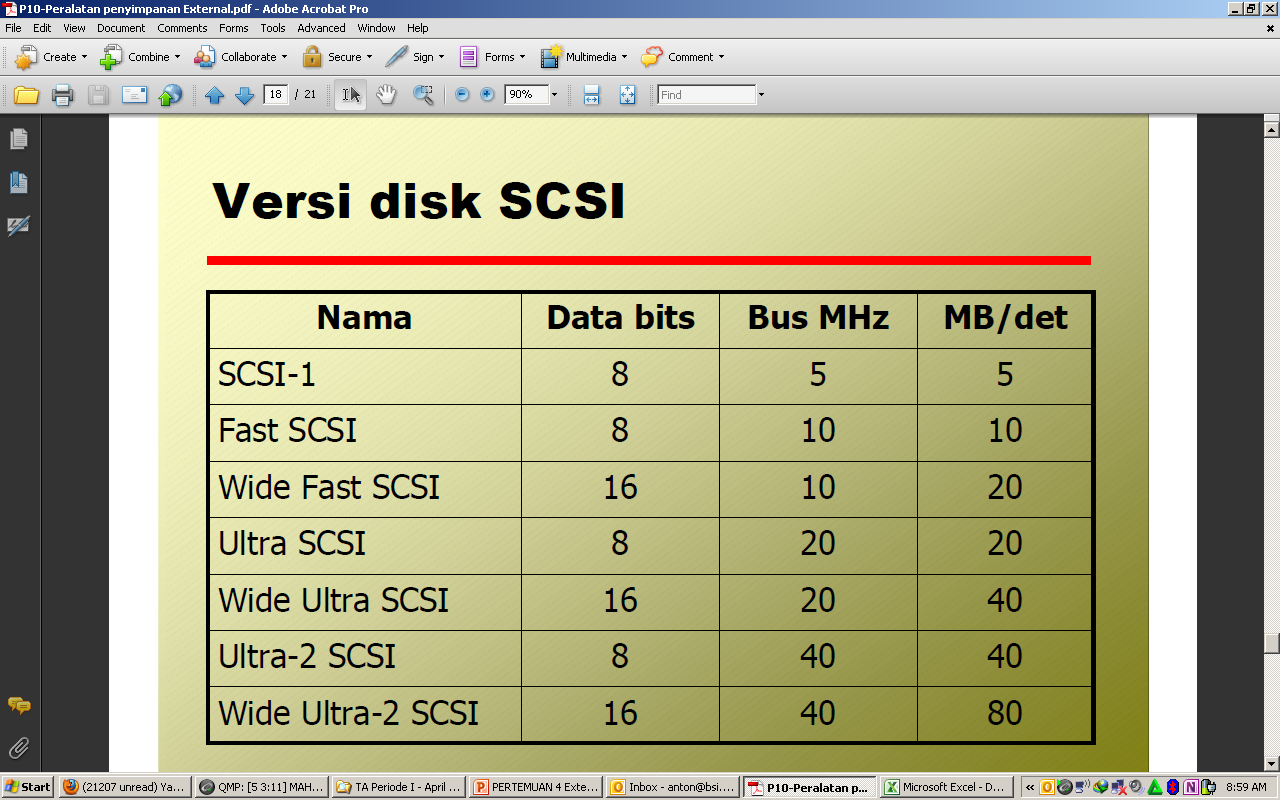 P10-Peralatan penyimpanan External.pdf - Adobe Acrobat Pro
File Edit View Document Comments Forms Tools Advanced Window Help
Create Combine Collaborate Secure Sign Forms Multimedia Comment
18 / 21 90% Find
Versi disk SCSI
Nama Data bits Bus MHz MB/det
SCSI-1 8 5 5
Fast SCSI 8 10 10
Wide Fast SCSI 16 10 20
Ultra SCSI 8 20 20
Wide Ultra SCSI 16 20 40
Ultra-2 SCSI 8 40 40
Wide Ultra-2 SCSI 16 40 80
Start (21207 unread) Ya... QMP: [5 3:11] MAH... TA Periode I - April ... PERTEMUAN 4 Exte... Inbox - anton@bsi.... P10-Peralatan p... Microsoft Excel - D... « 8:59 AM